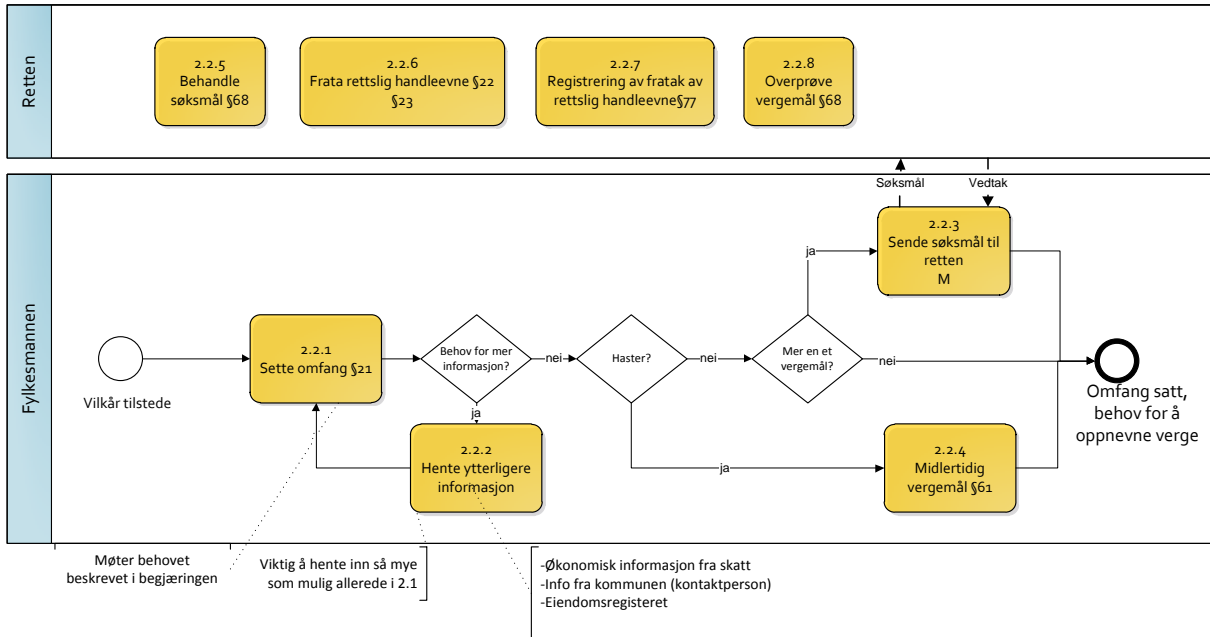 Retten
2.2.5
Behandle
søksmål §68
2.2.6
Frata rettslig handleevne §22
§23
2.2.7
Registrering av fratak av
rettslig handleevne§77
2.2.8
Overprøve
vergemål §68
Fylkesmannen
Søksmål
Vedtak
2.2.3
Sende søksmål til
retten
M
ja
Vilkår tilstede
2.2.1
Sette omfang §21
Behov for mer
informasjon?
nei
Haster?
nei
Mer en et
vergemål?
nei
Omfang satt,
behov for å
oppnevne verge
ja
2.2.2
Hente ytterligere
informasjon
ja
2.2.4
Midlertidig
vergemål §61
Møter behovet
beskrevet i begjæringen
Viktig å hente inn så mye
som mulig allerede i 2.1
-Økonomisk informasjon fra skatt
-Info fra kommunen (kontaktperson)
-Eiendomsregisteret